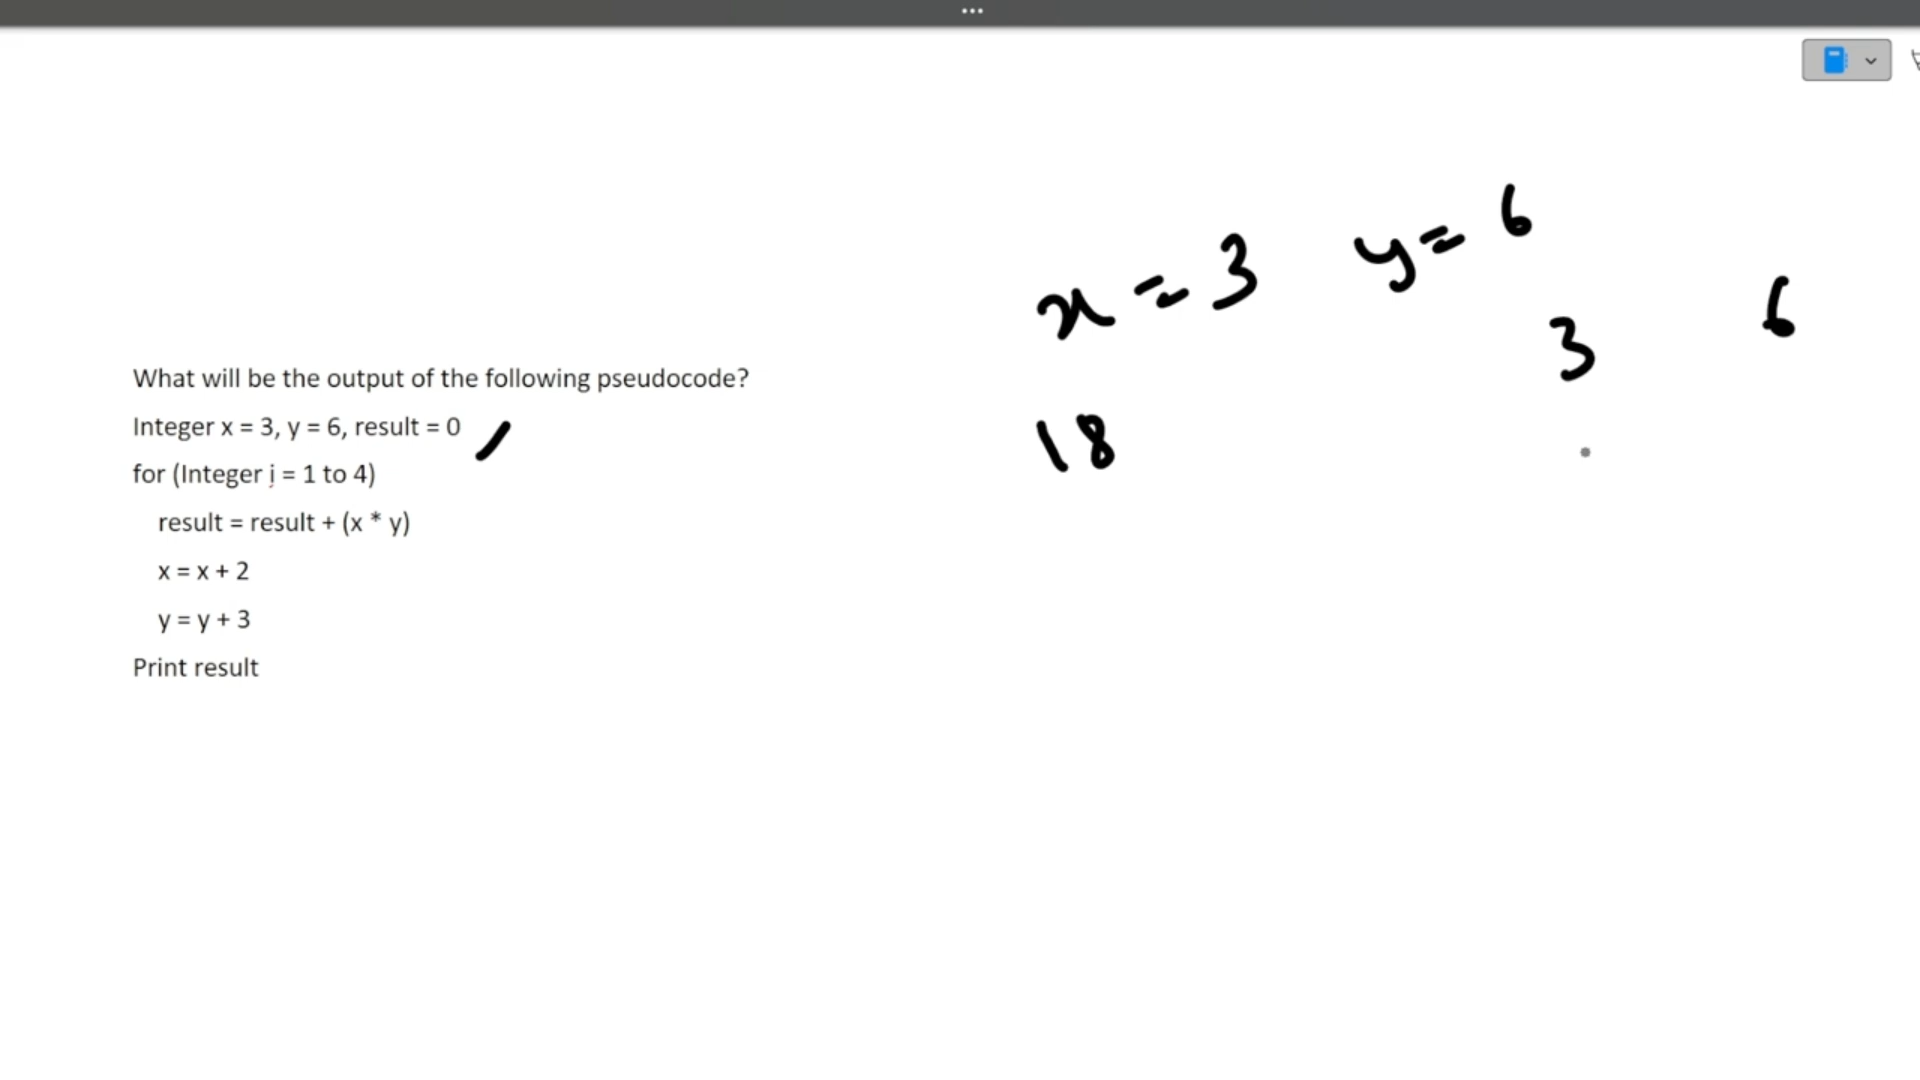 x = 3 y = 6
3 6
What will be the output of the following pseudocode?
Integer x = 3, y = 6, result = 0
18
for (Integer i = 1 to 4)
result = result + (x * y)
x = x + 2
y = y + 3
Print result